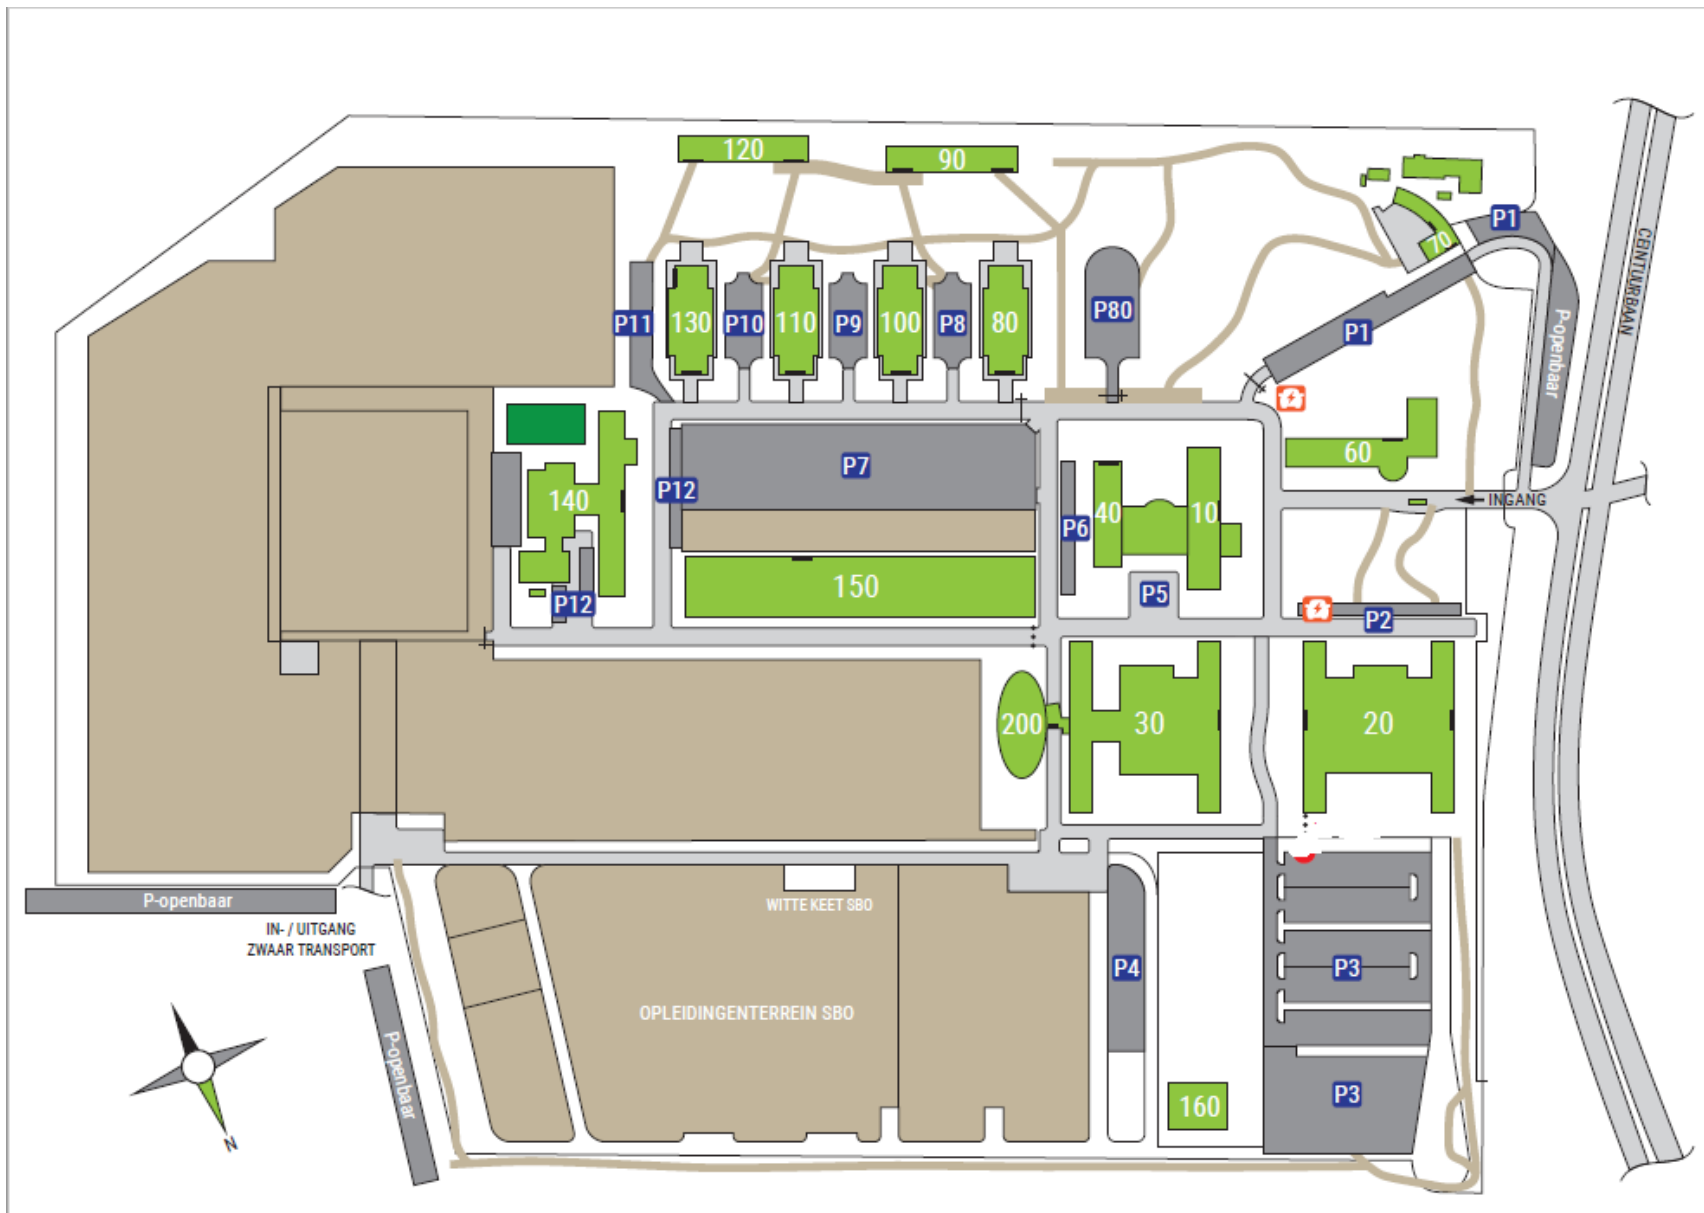 120
90
P1
70
CEINTUURBAAN
P11
130
P10
110
P9
100
P8
80
P80
P1
P-openbaar
60
P7
P12
140
40
10
INGANG
P6
150
P5
P12
P2
200
30
20
P-openbaar
WITTE KEET SBO
IN- / UITGANG
ZWAAR TRANSPORT
P4
P3
OPLEIDINGENTERREIN SBO
P-openbaar
P3
160
N